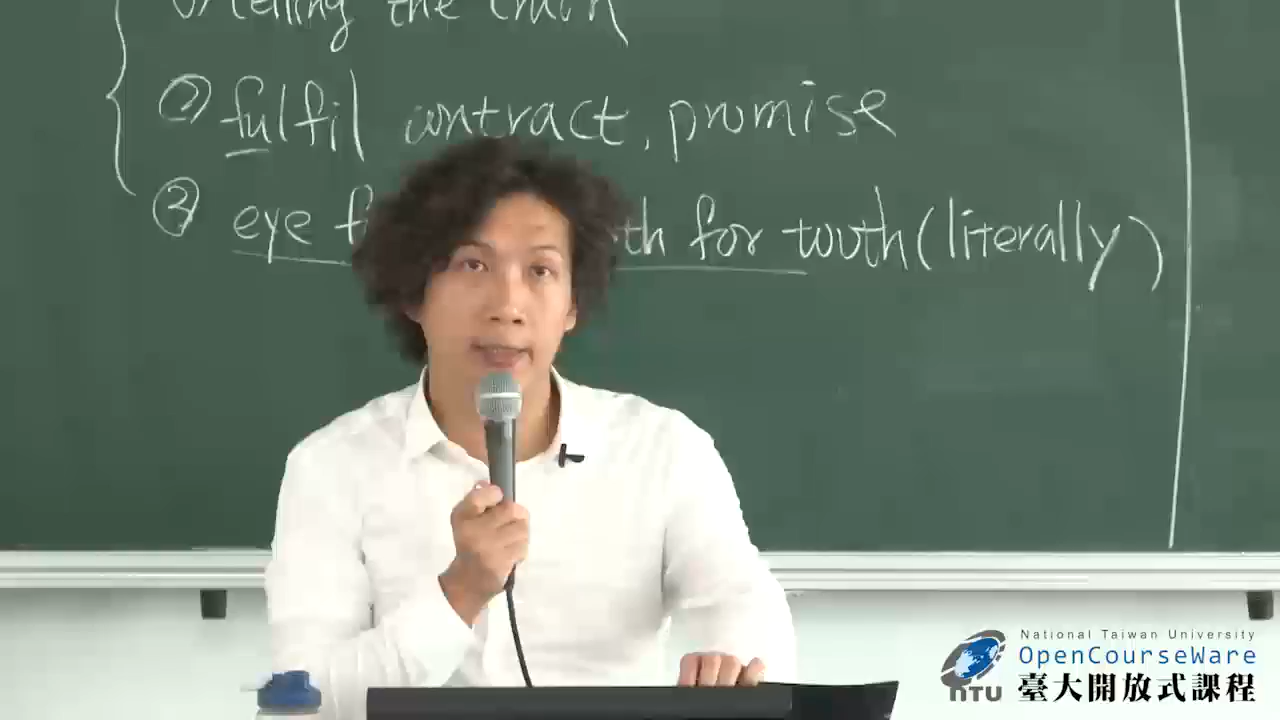 telling the truth
② fulfil contract, promise
③ eye for tooth (literally)
National Taiwan University
OpenCourseWare
NTU 臺大開放式課程